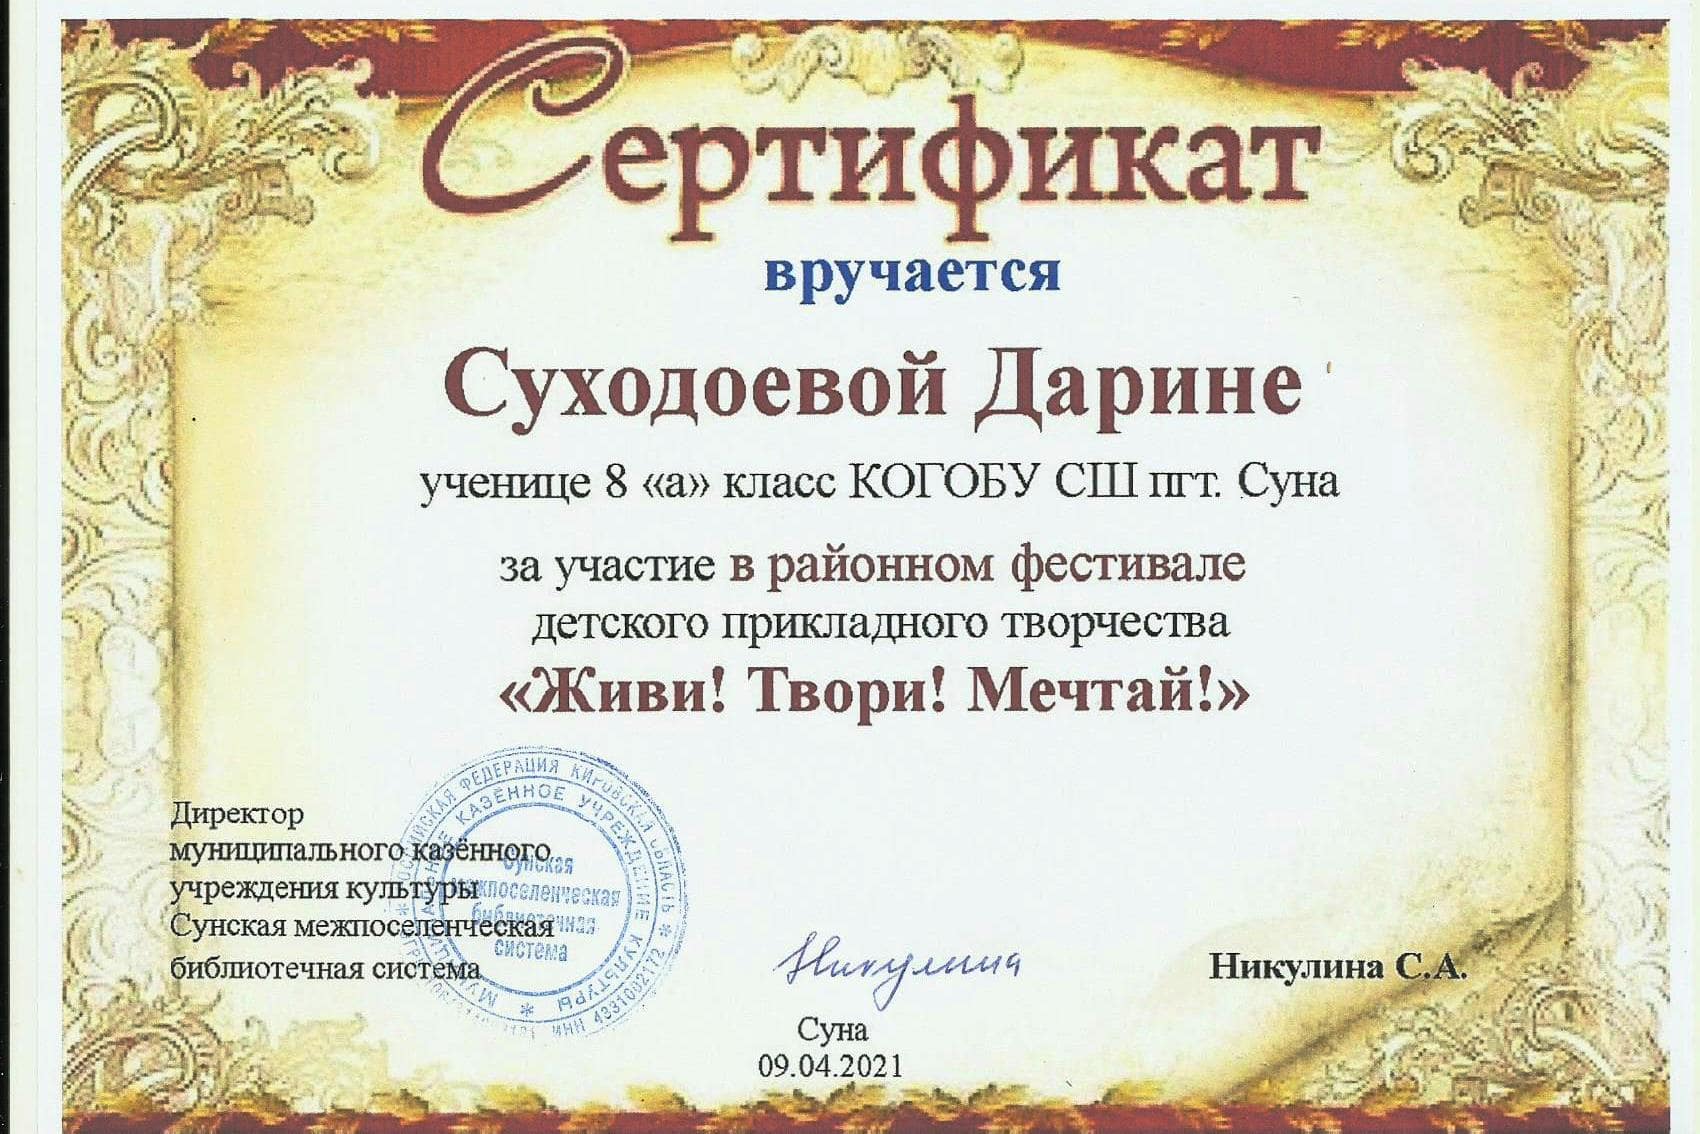 Сертификат
вручается
Суходоевой Дарине
ученице 8 «а» класс КОГОБУ СШ пгт. Суна
за участие в районном фестивале
детского прикладного творчества
«Живи! Твори! Мечтай!»
Директор
муниципального казённого
учреждения культуры
Сунская межпоселенческая
библиотечная система
РОССИЙСКАЯ ФЕДЕРАЦИЯ КИРОВСКАЯ ОБЛАСТЬ *
ИНН 4331002172
МУНИЦИПАЛЬНОЕ КАЗЁННОЕ УЧРЕЖДЕНИЕ КУЛЬТУРЫ *
Сунская
межпоселенческая
библиотечная
система
Никулина
Никулина С.А.
Суна
09.04.2021